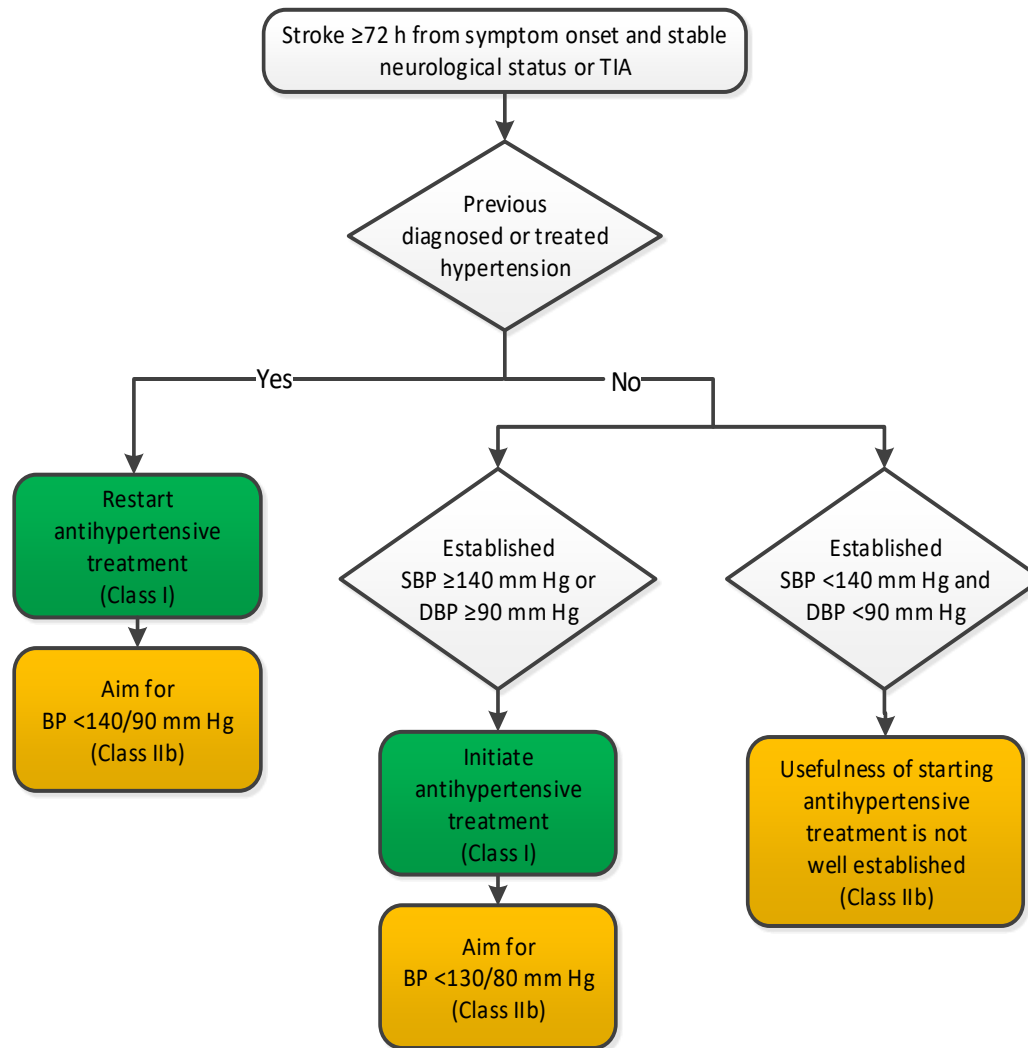 Stroke ≥72 h from symptom onset and stable
neurological status or TIA
Previous
diagnosed or treated
hypertension
Yes
No
Restart
antihypertensive
treatment
(Class I)
Aim for
BP <140/90 mm Hg
(Class IIb)
Established
SBP ≥140 mm Hg or
DBP ≥90 mm Hg
Initiate
antihypertensive
treatment
(Class I)
Aim for
BP <130/80 mm Hg
(Class IIb)
Established
SBP <140 mm Hg and
DBP <90 mm Hg
Usefulness of starting
antihypertensive
treatment is not
well established
(Class IIb)